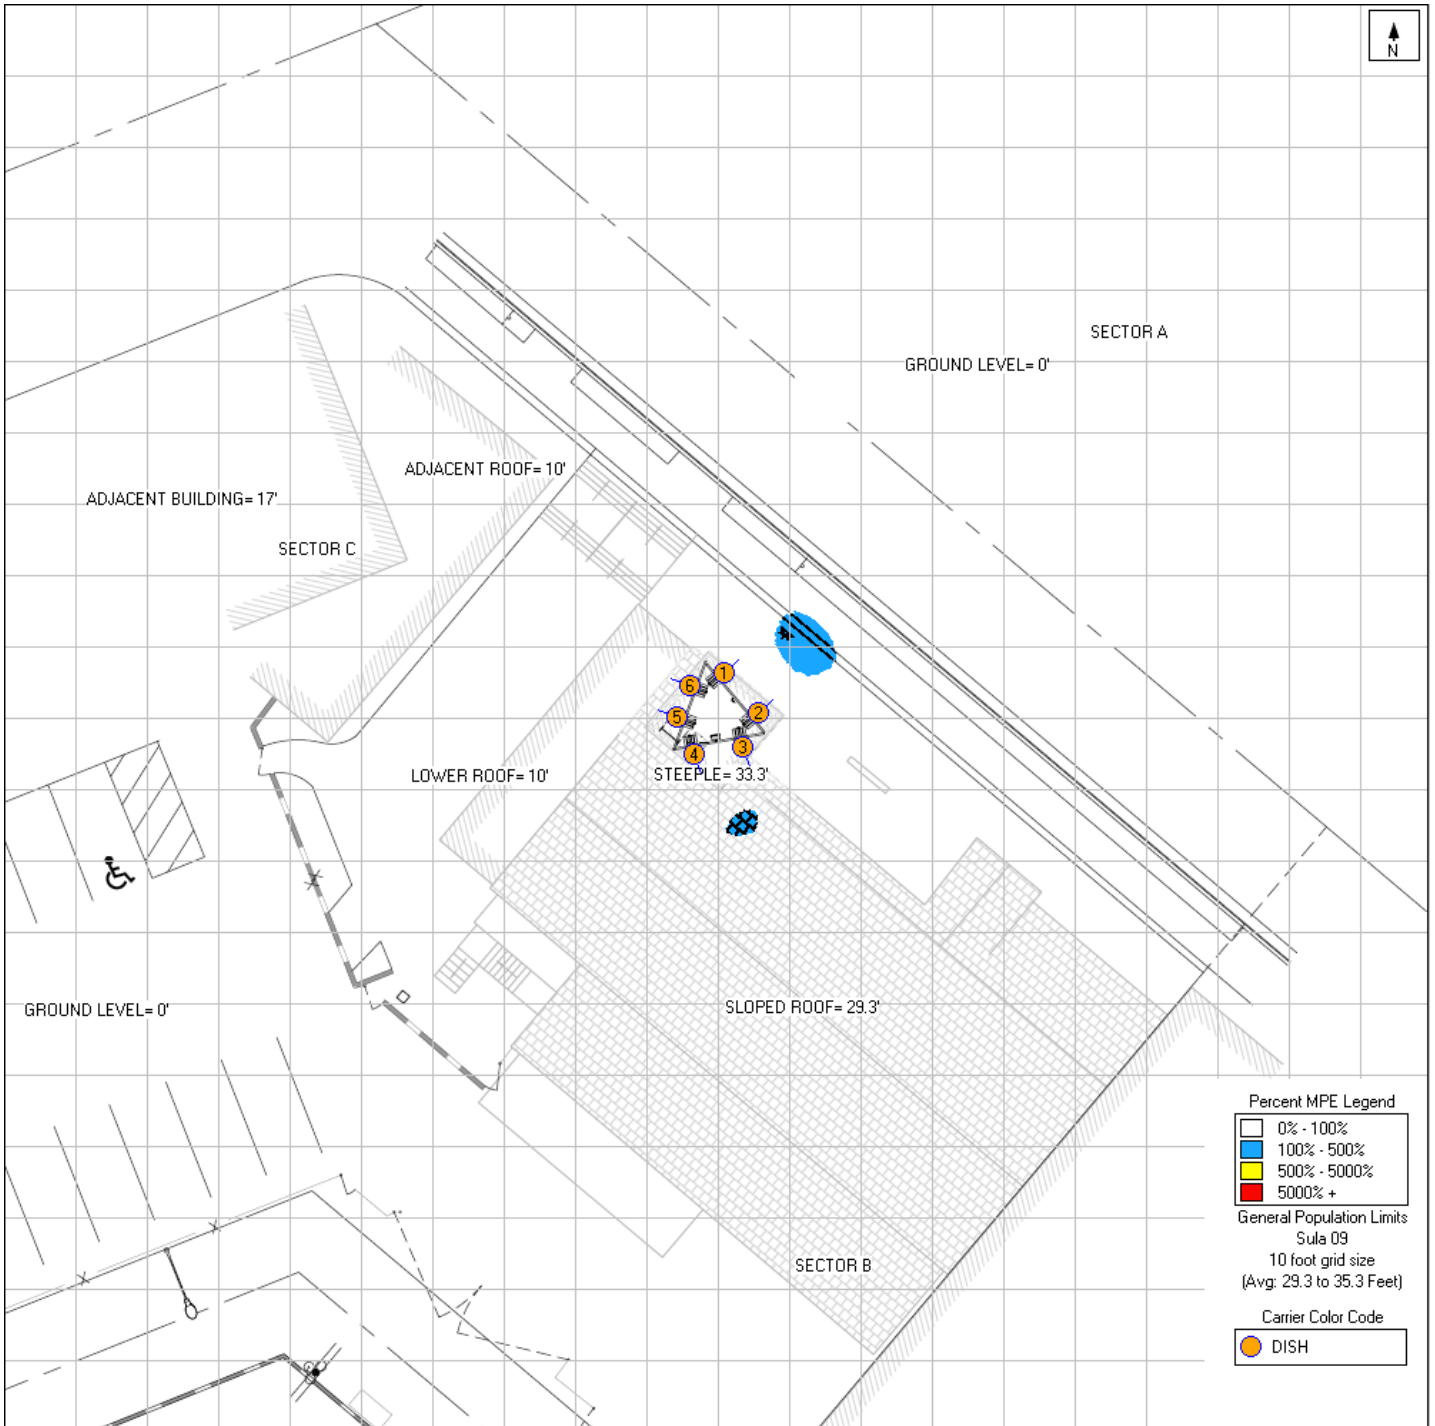 N
SECTOR A
GROUND LEVEL= 0'
ADJACENT ROOF= 10'
ADJACENT BUILDING= 17'
SECTOR C
1
6
2
5
3
4
STEEPLE= 33.3'
LOWER ROOF= 10'
SLOPED ROOF= 29.3'
GROUND LEVEL= 0'
SECTOR B
Percent MPE Legend
0% - 100%
100% - 500%
500% - 5000%
5000% +
General Population Limits
Sula 09
10 foot grid size
(Avg: 29.3 to 35.3 Feet)
Carrier Color Code
DISH